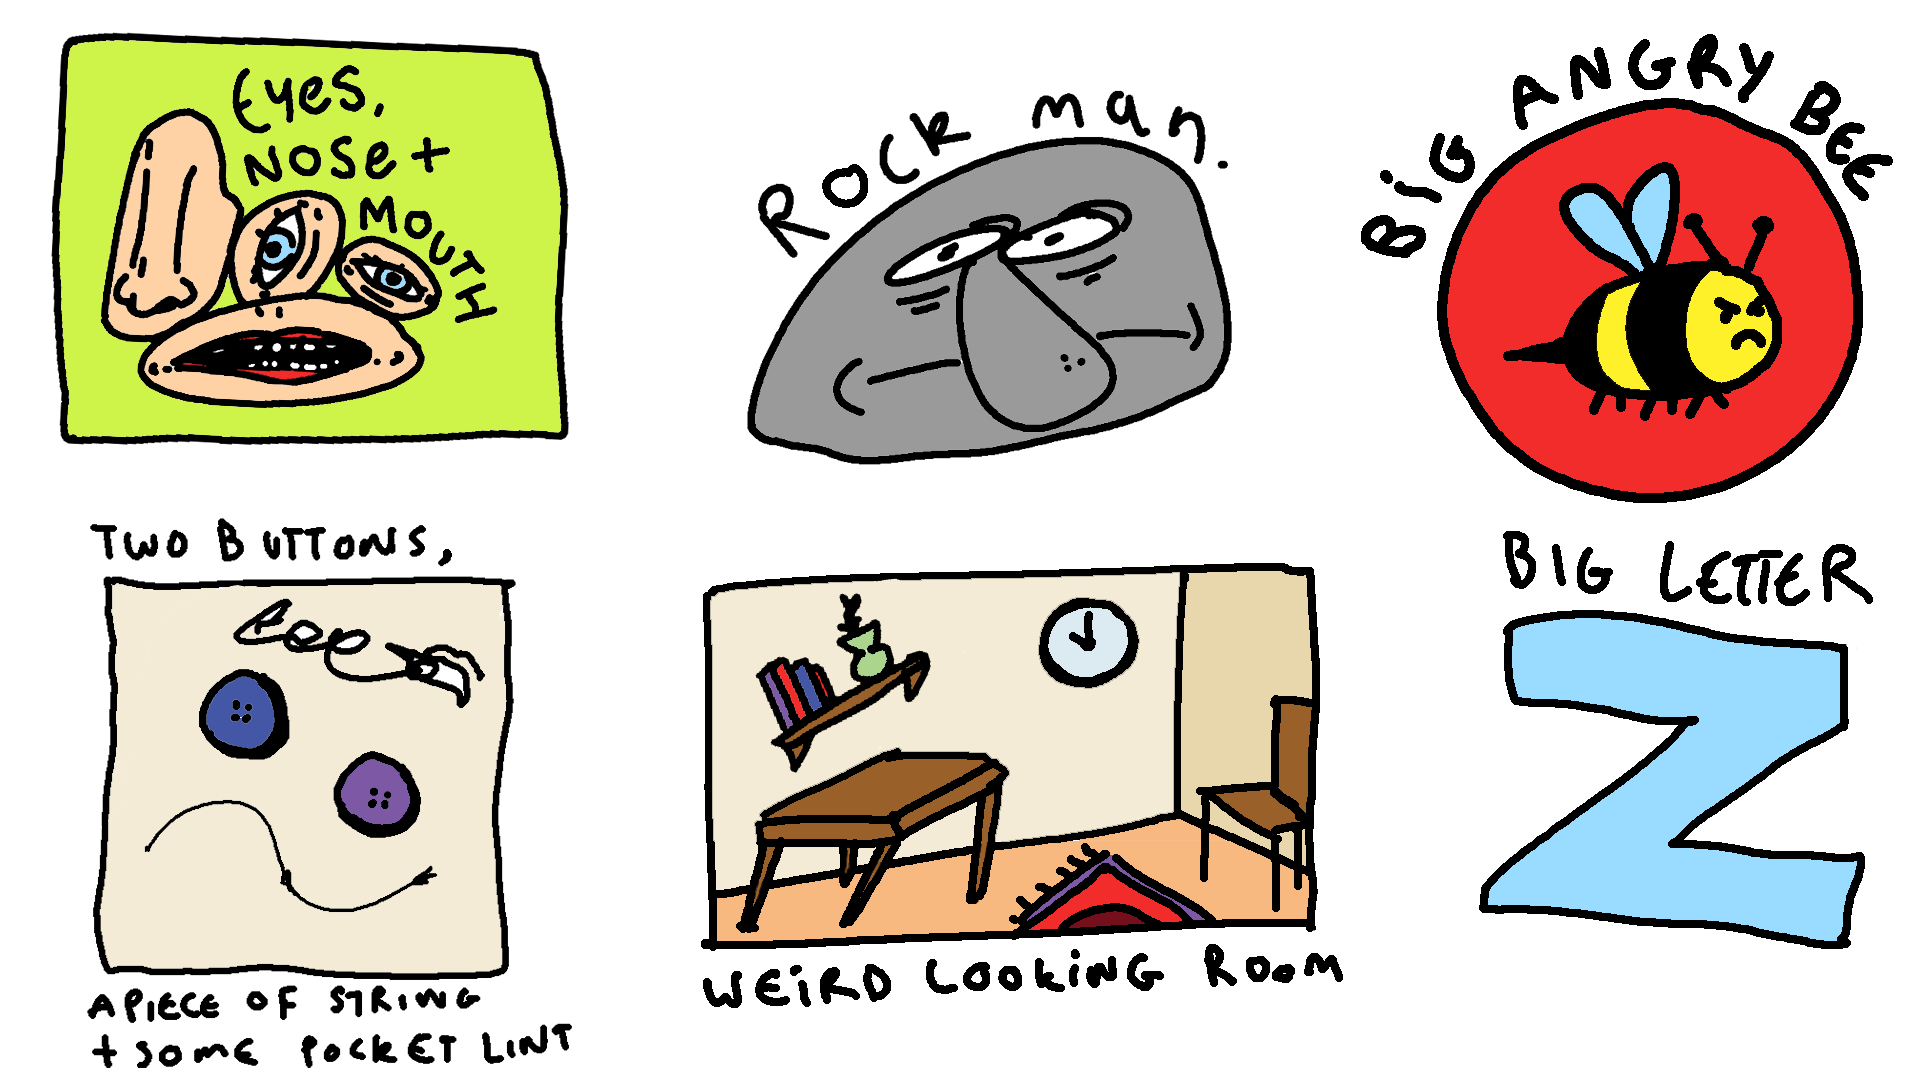 Eyes,
Nose +
Mouth
Rock man.
BiG ANGRY BEE
TWO BUTTONS,
A PIECE OF STRING
+ SOME POCKET LINT
WEiRD LOOKiNG ROOM
BIG LETTER
Z